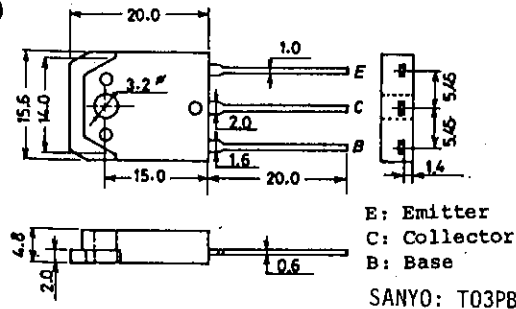 )
20.0
1.0
E
3.2ø
15.6
14.0
C
5.45
2.0
B
5.45
1.6
15.0
20.0
1.4
4.8
2.0
0.6
E: Emitter
C: Collector
B: Base
SANYO: TO3PB